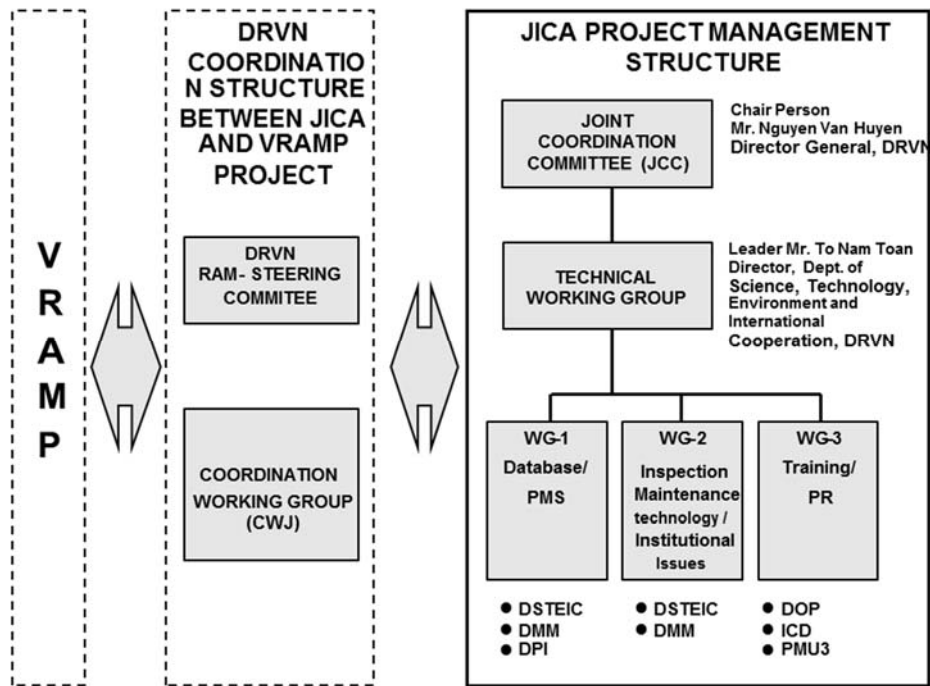 V
R
A
M
P
DRVN
COORDINATIO
N STRUCTURE
BETWEEN JICA
AND VRAMP
PROJECT
DRVN
RAM- STEERING
COMMITEE
COORDINATION
WORKING GROUP
(CWJ)
JICA PROJECT MANAGEMENT
STRUCTURE
JOINT
COORDINATION
COMMITTEE (JCC)
Chair Person
Mr. Nguyen Van Huyen
Director General, DRVN
TECHNICAL
WORKING GROUP
Leader Mr. To Nam Toan
Director, Dept. of
Science, Technology,
Environment and
International
Cooperation, DRVN
WG-1
Database/
PMS
WG-2
Inspection
Maintenance
technology /
Institutional
Issues
WG-3
Training/
PR
● DSTEIC
● DMM
● DPI
● DSTEIC
● DMM
● DOP
● ICD
● PMU3